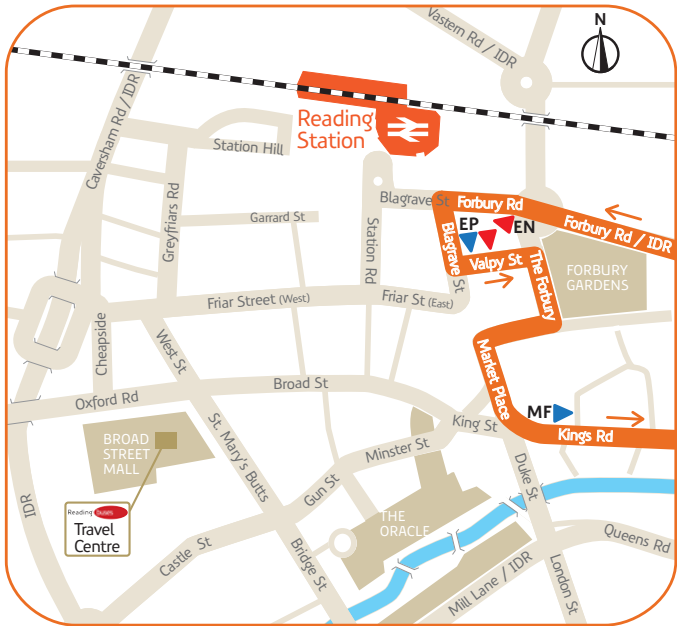 N
Vastern Rd / IDR
Caversham Rd / IDR
Reading
Station
Station Hill
Greyfriars Rd
Blagrave St
Forbury Rd
Forbury Rd / IDR
EP
EN
Garrard St
Station Rd
Blagrave St
Valpy St
The Forbury
FORBURY
GARDENS
Friar Street (West)
Friar St (East)
Cheapside
West St
Market Place
Broad St
Oxford Rd
MF
King's Rd
King St
St. Mary's Butts
BROAD
STREET
MALL
Minster St
Gun St
Duke St
IDR
Reading buses
Travel
Centre
THE
ORACLE
Castle St
Bridge St
Queens Rd
Mill Lane / IDR
London St